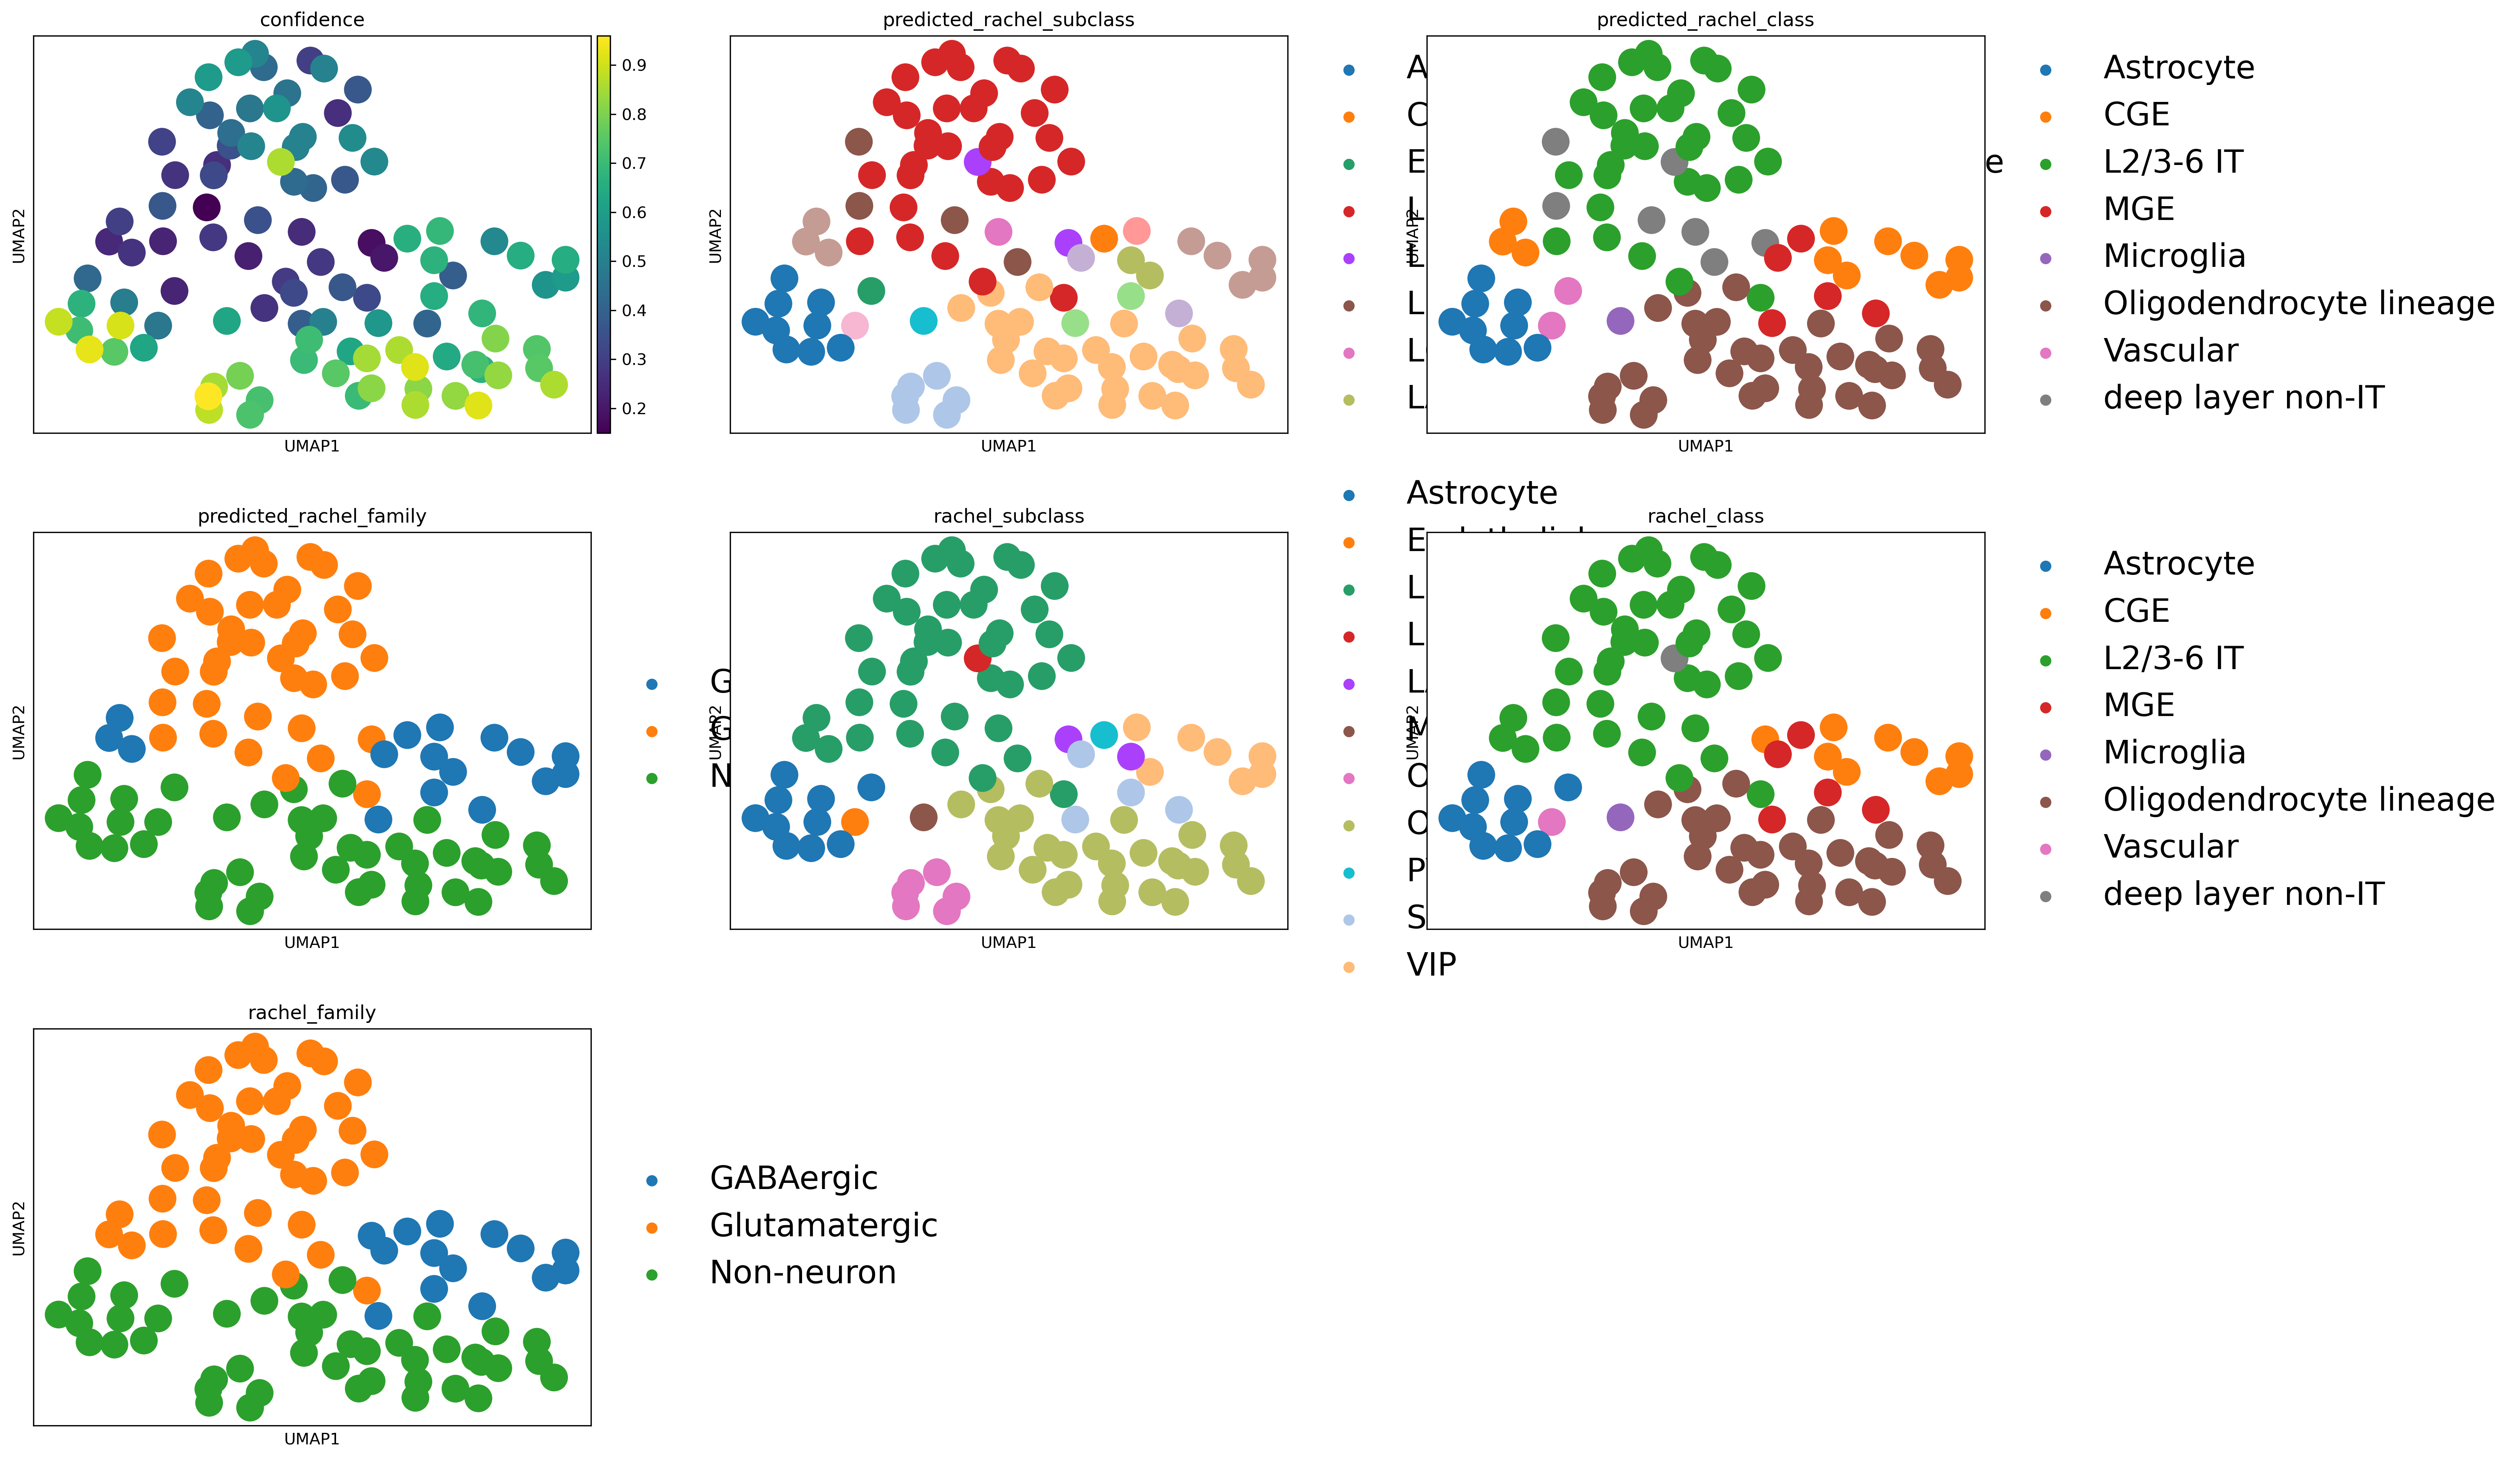 confidence
predicted_rachel_subclass
predicted_rachel_class
UMAP2
UMAP1
0.9
0.8
0.7
0.6
0.5
0.4
0.3
0.2
UMAP2
UMAP1
UMAP2
UMAP1
Astrocyte
CGE
L2/3-6 IT
MGE
Microglia
Oligodendrocyte lineage
Vascular
deep layer non-IT
predicted_rachel_family
rachel_subclass
rachel_class
UMAP2
UMAP1
UMAP2
UMAP1
Astrocyte
VIP
UMAP2
UMAP1
Astrocyte
CGE
L2/3-6 IT
MGE
Microglia
Oligodendrocyte lineage
Vascular
deep layer non-IT
rachel_family
UMAP2
UMAP1
GABAergic
Glutamatergic
Non-neuron